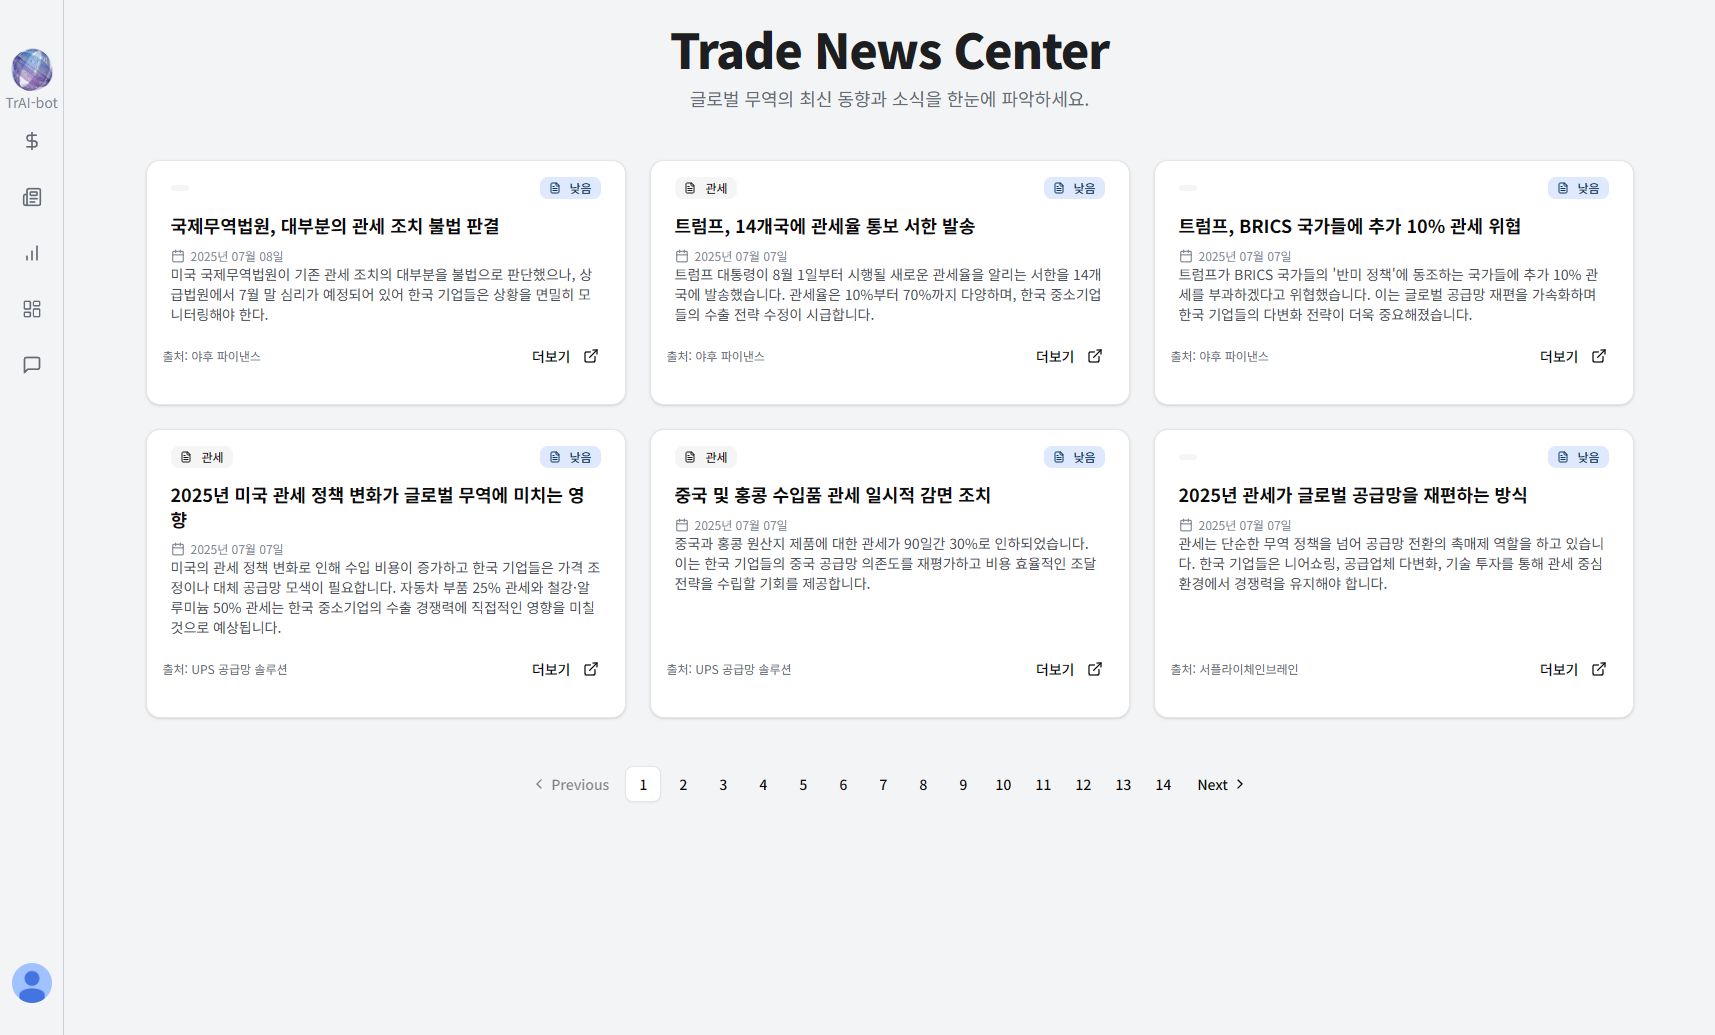 TrAI-bot
Trade News Center
글로벌 무역의 최신 동향과 소식을 한눈에 파악하세요.
낮음
국제무역법원, 대부분의 관세 조치 불법 판결
2025년 07월 08일
미국 국제무역법원이 기존 관세 조치의 대부분을 불법으로 판단했으나, 상
급법원에서 7월 말 심리가 예정되어 있어 한국 기업들은 상황을 면밀히 모
니터링해야 한다.
출처: 야후 파이낸스
더보기
관세
낮음
트럼프, 14개국에 관세율 통보 서한 발송
2025년 07월 07일
트럼프 대통령이 8월 1일부터 시행될 새로운 관세율을 알리는 서한을 14개
국에 발송했습니다. 관세율은 10%부터 70%까지 다양하며, 한국 중소기업
들의 수출 전략 수정이 시급합니다.
출처: 야후 파이낸스
더보기
낮음
트럼프, BRICS 국가들에 추가 10% 관세 위협
2025년 07월 07일
트럼프가 BRICS 국가들의 '반미 정책'에 동조하는 국가들에 추가 10% 관
세를 부과하겠다고 위협했습니다. 이는 글로벌 공급망 재편을 가속화하며
한국 기업들의 다변화 전략이 더욱 중요해졌습니다.
출처: 야후 파이낸스
더보기
관세
낮음
2025년 미국 관세 정책 변화가 글로벌 무역에 미치는 영
향
2025년 07월 07일
미국의 관세 정책 변화로 인해 수입 비용이 증가하고 한국 기업들은 가격 조
정이나 대체 공급망 모색이 필요합니다. 자동차 부품 25% 관세와 철강·알
루미늄 50% 관세는 한국 중소기업의 수출 경쟁력에 직접적인 영향을 미칠
것으로 예상됩니다.
출처: UPS 공급망 솔루션
더보기
관세
낮음
중국 및 홍콩 수입품 관세 일시적 감면 조치
2025년 07월 07일
중국과 홍콩 원산지 제품에 대한 관세가 90일간 30%로 인하되었습니다.
이는 한국 기업들의 중국 공급망 의존도를 재평가하고 비용 효율적인 조달
전략을 수립할 기회를 제공합니다.
출처: UPS 공급망 솔루션
더보기
낮음
2025년 관세가 글로벌 공급망을 재편하는 방식
2025년 07월 07일
관세는 단순한 무역 정책을 넘어 공급망 전환의 촉매제 역할을 하고 있습니
다. 한국 기업들은 니어쇼링, 공급업체 다변화, 기술 투자를 통해 관세 중심
환경에서 경쟁력을 유지해야 합니다.
출처: 서플라이체인브레인
더보기
Previous 1 2 3 4 5 6 7 8 9 10 11 12 13 14 Next